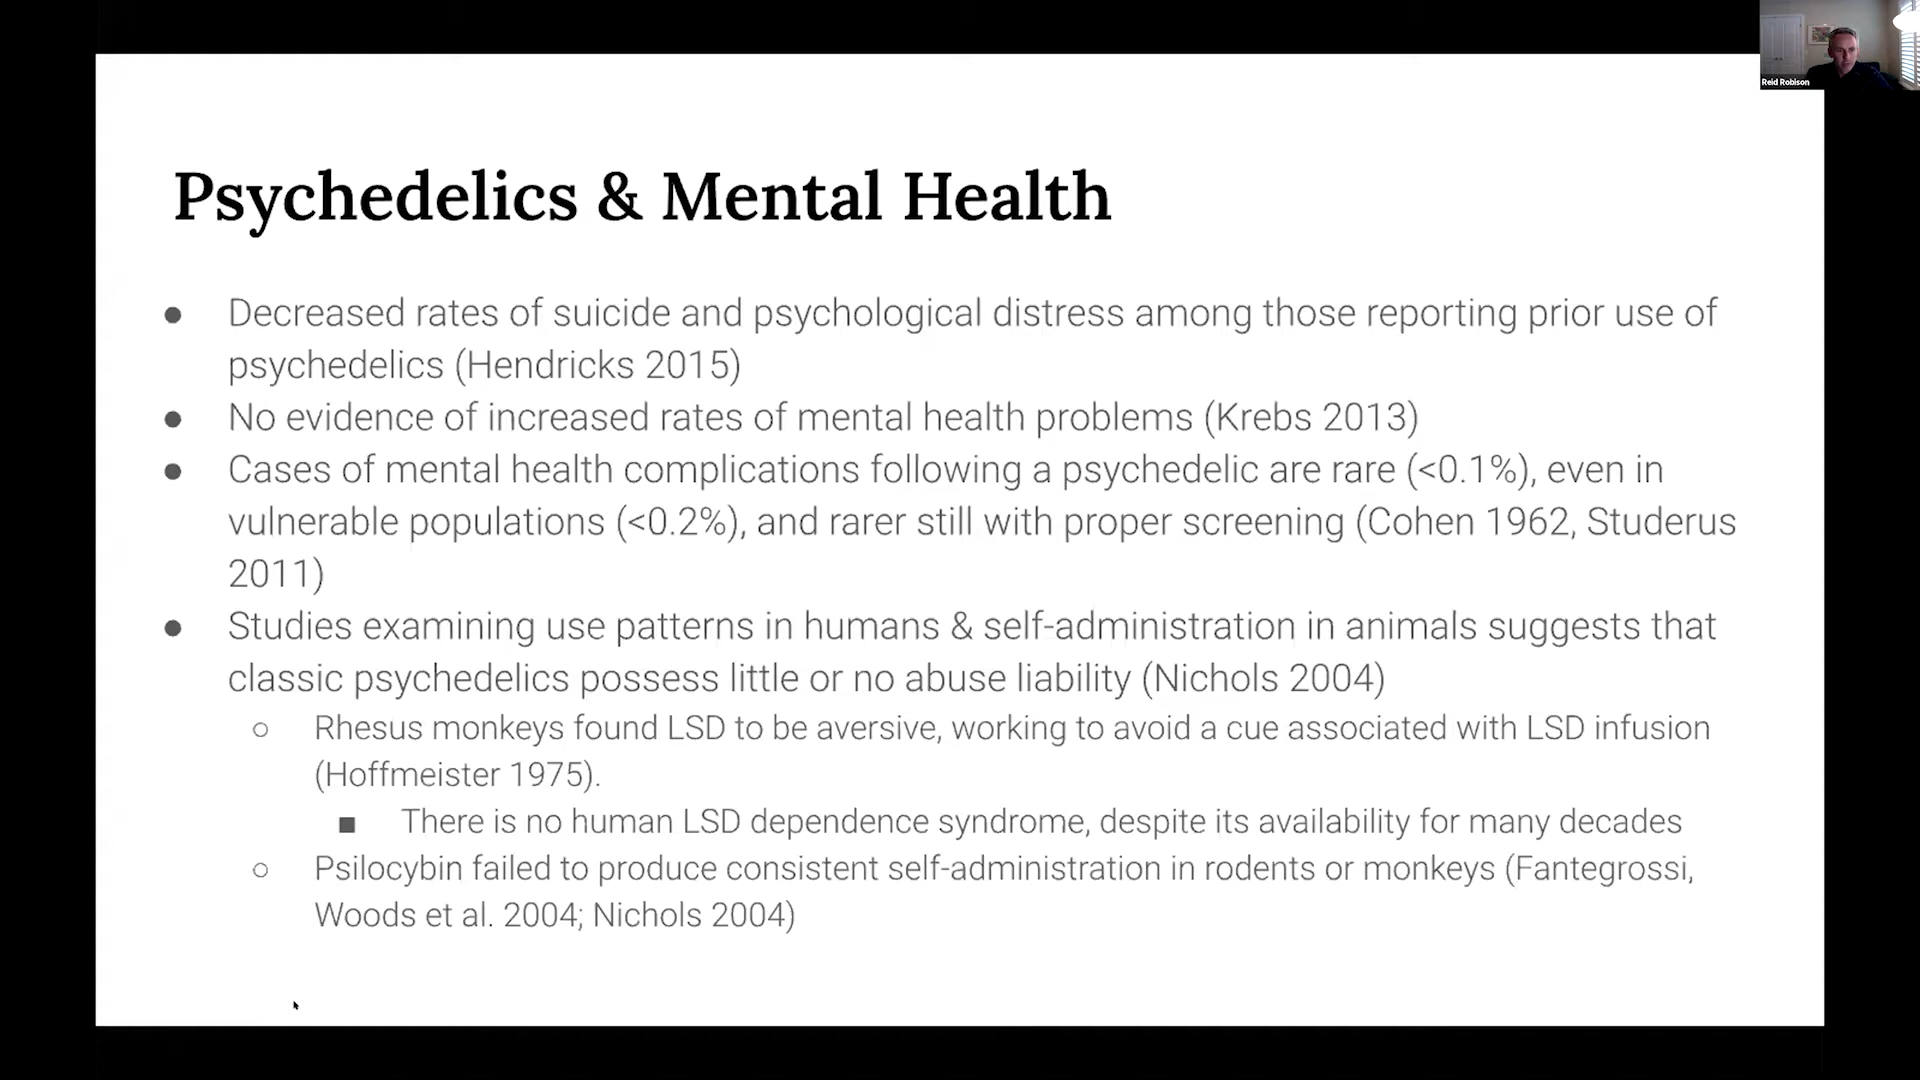 Reid Robison
Psychedelics & Mental Health
● Decreased rates of suicide and psychological distress among those reporting prior use of
psychedelics (Hendricks 2015)
● No evidence of increased rates of mental health problems (Krebs 2013)
● Cases of mental health complications following a psychedelic are rare (<0.1%), even in
vulnerable populations (<0.2%), and rarer still with proper screening (Cohen 1962, Studerus
2011)
● Studies examining use patterns in humans & self-administration in animals suggests that
classic psychedelics possess little or no abuse liability (Nichols 2004)
○ Rhesus monkeys found LSD to be aversive, working to avoid a cue associated with LSD infusion
(Hoffmeister 1975).
■ There is no human LSD dependence syndrome, despite its availability for many decades
○ Psilocybin failed to produce consistent self-administration in rodents or monkeys (Fantegrossi,
Woods et al. 2004; Nichols 2004)